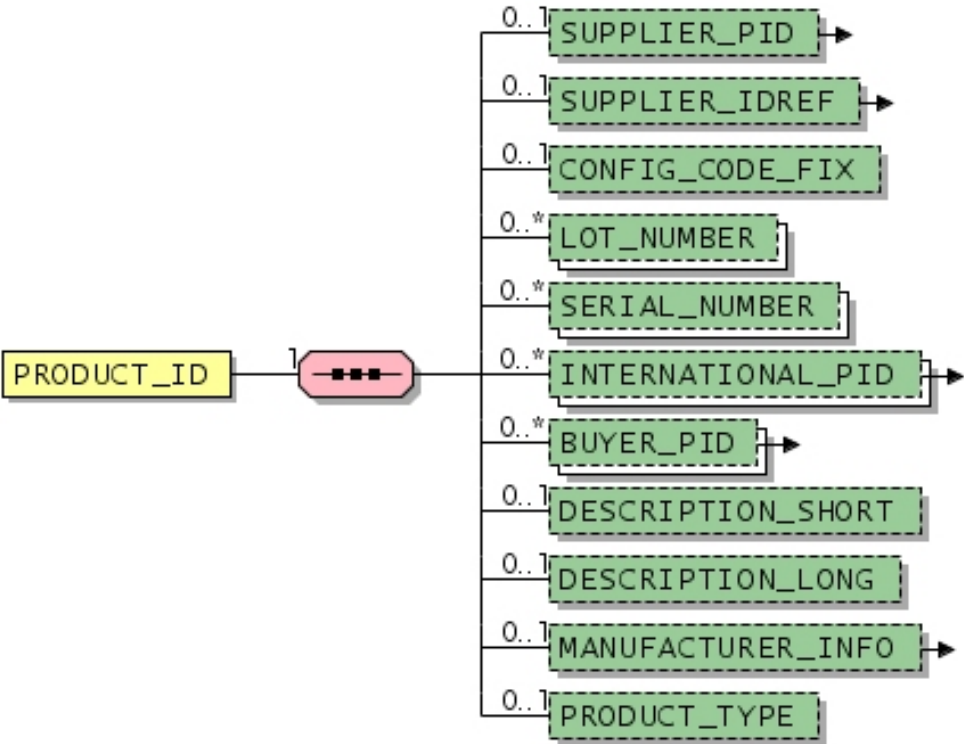 0..1
SUPPLIER_PID
0..1
SUPPLIER_IDREF
0..1
CONFIG_CODE_FIX
0..*
LOT_NUMBER
0..*
SERIAL_NUMBER
PRODUCT_ID
1
0..*
INTERNATIONAL_PID
0..*
BUYER_PID
0..1
DESCRIPTION_SHORT
0..1
DESCRIPTION_LONG
0..1
MANUFACTURER_INFO
0..1
PRODUCT_TYPE